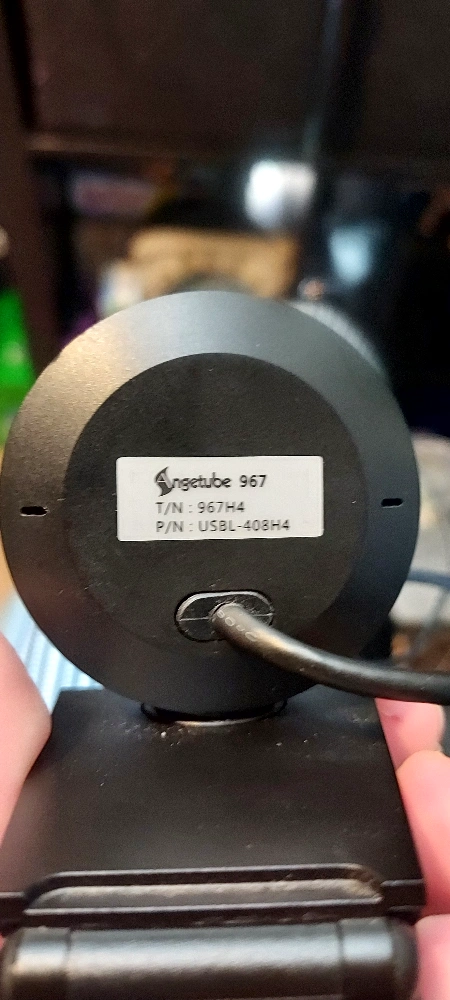 Angetube 967
T/N : 967H4
P/N : USBL-408H4